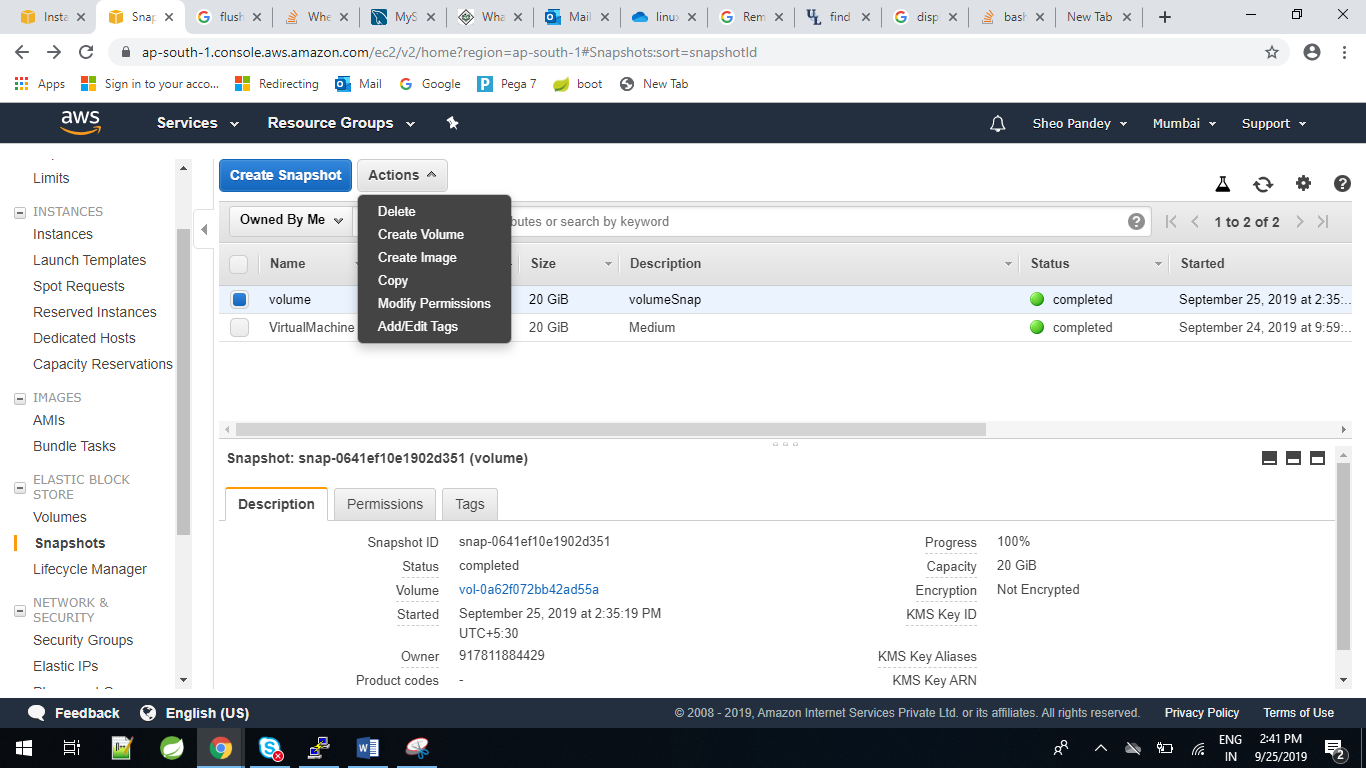 Insta
Snap
flush
Whe
MyS
Wha
Mail
linux
Rem
find
disp
bash
New Tab
ap-south-1.console.aws.amazon.com/ec2/v2/home?region=ap-south-1#Snapshots:sort=snapshotId
Apps
Sign in to your acco...
Redirecting
Mail
Google
Pega 7
boot
New Tab
aws
Services
Resource Groups
Sheo Pandey
Mumbai
Support
Limits
INSTANCES
Instances
Launch Templates
Spot Requests
Reserved Instances
Dedicated Hosts
Capacity Reservations
IMAGES
AMIs
Bundle Tasks
ELASTIC BLOCK
STORE
Volumes
Snapshots
Lifecycle Manager
NETWORK &
SECURITY
Security Groups
Elastic IPs
Create Snapshot
Actions
Delete
Create Volume
Create Image
Copy
Modify Permissions
Add/Edit Tags
Owned By Me
butes or search by keyword
1 to 2 of 2
Name
Size
Description
Status
Started
volume
20 GiB
volumeSnap
completed
September 25, 2019 at 2:35:...
VirtualMachine
20 GiB
Medium
completed
September 24, 2019 at 9:59:...
Snapshot: snap-0641ef10e1902d351 (volume)
Description
Permissions
Tags
Snapshot ID
snap-0641ef10e1902d351
Status
completed
Volume
vol-0a62f072bb42ad55a
Started
September 25, 2019 at 2:35:19 PM
UTC+5:30
Owner
917811884429
Product codes
-
Progress
100%
Capacity
20 GiB
Encryption
Not Encrypted
KMS Key ID
KMS Key Aliases
KMS Key ARN
Feedback
English (US)
© 2008 - 2019, Amazon Internet Services Private Ltd. or its affiliates. All rights reserved.
Privacy Policy
Terms of Use
ENG
IN
2:41 PM
9/25/2019
2